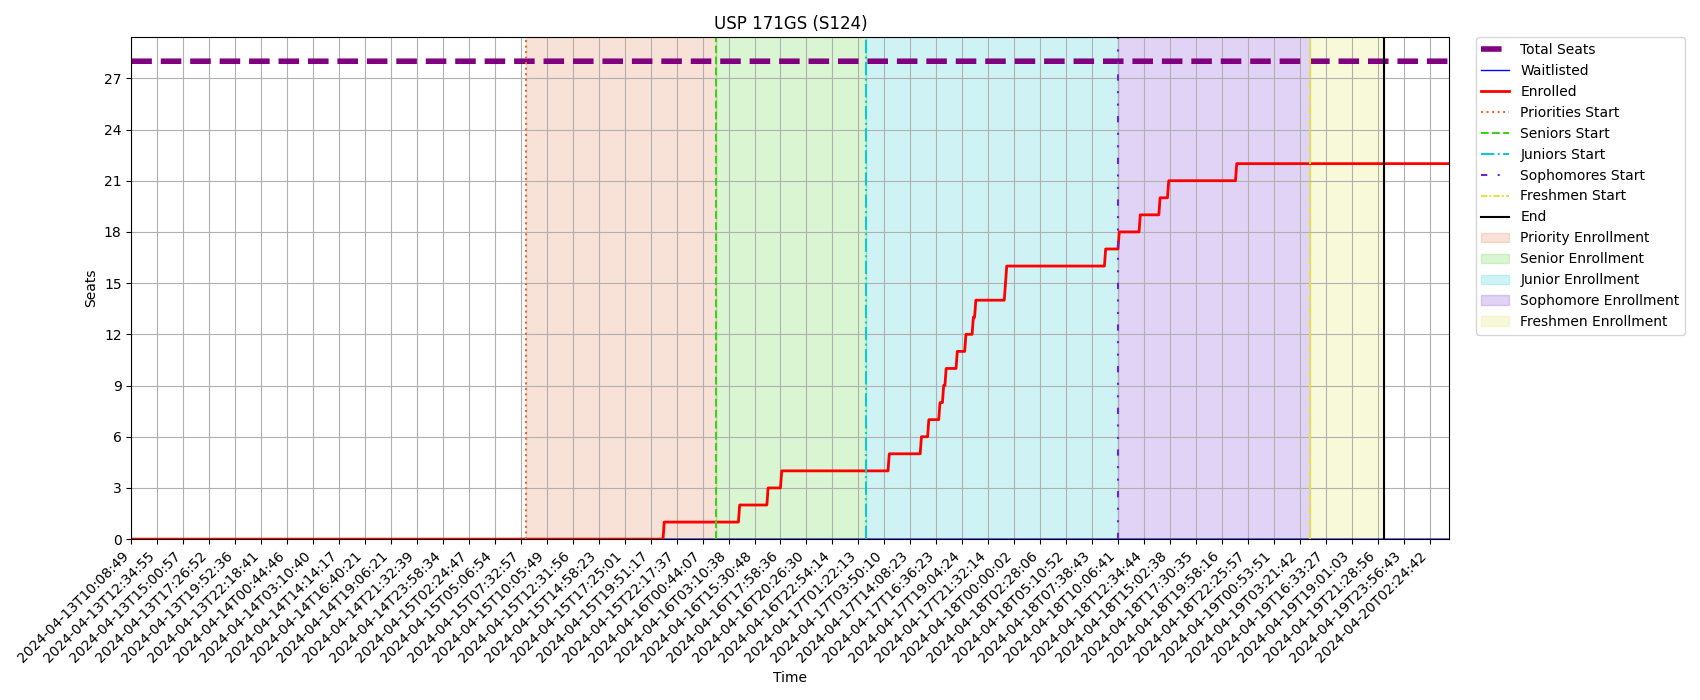 USP 171GS (S124)
Total Seats
Waitlisted
Enrolled
Priorities Start
Seniors Start
Juniors Start
Sophomores Start
Freshmen Start
End
Priority Enrollment
Senior Enrollment
Junior Enrollment
Sophomore Enrollment
Freshmen Enrollment
Seats
27
24
21
18
15
12
9
6
3
0
2024-04-13T10:08:49
2024-04-13T12:34:55
2024-04-13T15:00:57
2024-04-13T17:26:52
2024-04-13T19:52:36
2024-04-13T22:18:41
2024-04-14T00:44:46
2024-04-14T03:10:40
2024-04-14T14:14:17
2024-04-14T16:40:21
2024-04-14T19:06:21
2024-04-14T21:32:39
2024-04-14T23:58:34
2024-04-15T02:24:47
2024-04-15T05:06:54
2024-04-15T07:32:57
2024-04-15T10:05:49
2024-04-15T12:31:56
2024-04-15T14:58:23
2024-04-15T17:25:01
2024-04-15T19:51:17
2024-04-15T22:17:37
2024-04-16T00:44:07
2024-04-16T03:10:38
2024-04-16T15:30:48
2024-04-16T17:58:36
2024-04-16T20:26:30
2024-04-16T22:54:14
2024-04-17T01:22:13
2024-04-17T03:50:10
2024-04-17T14:08:23
2024-04-17T16:36:23
2024-04-17T19:04:24
2024-04-17T21:32:14
2024-04-18T00:00:02
2024-04-18T02:28:06
2024-04-18T05:10:52
2024-04-18T07:38:43
2024-04-18T10:06:41
2024-04-18T12:34:44
2024-04-18T15:02:38
2024-04-18T17:30:35
2024-04-18T19:58:16
2024-04-18T22:25:57
2024-04-19T00:53:51
2024-04-19T03:21:42
2024-04-19T16:33:27
2024-04-19T19:01:03
2024-04-19T21:28:56
2024-04-19T23:56:43
2024-04-20T02:24:42
Time